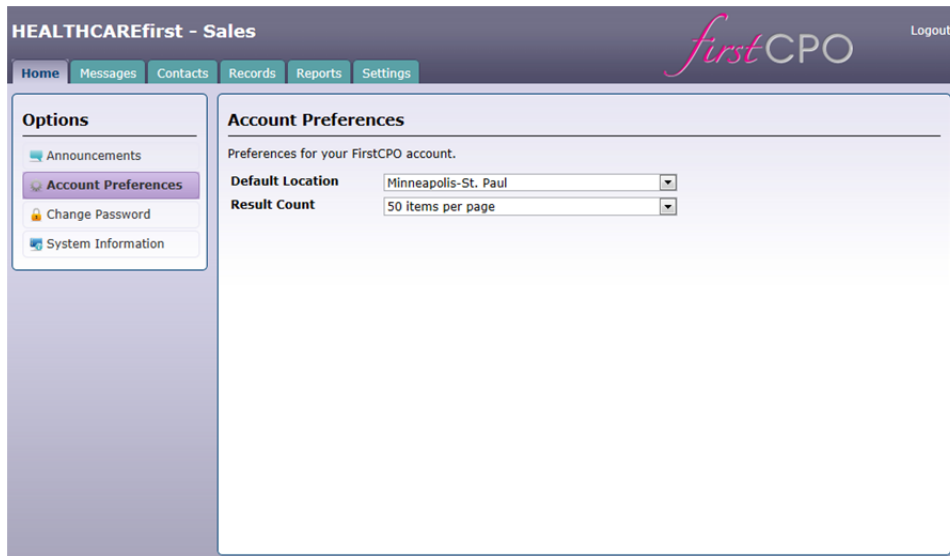 HEALTHCAREfirst - Sales
firstCPO
Logout
Home Messages Contacts Records Reports Settings
Options
Announcements
Account Preferences
Change Password
System Information
Account Preferences
Preferences for your FirstCPO account.
Default Location Minneapolis-St. Paul
Result Count 50 items per page